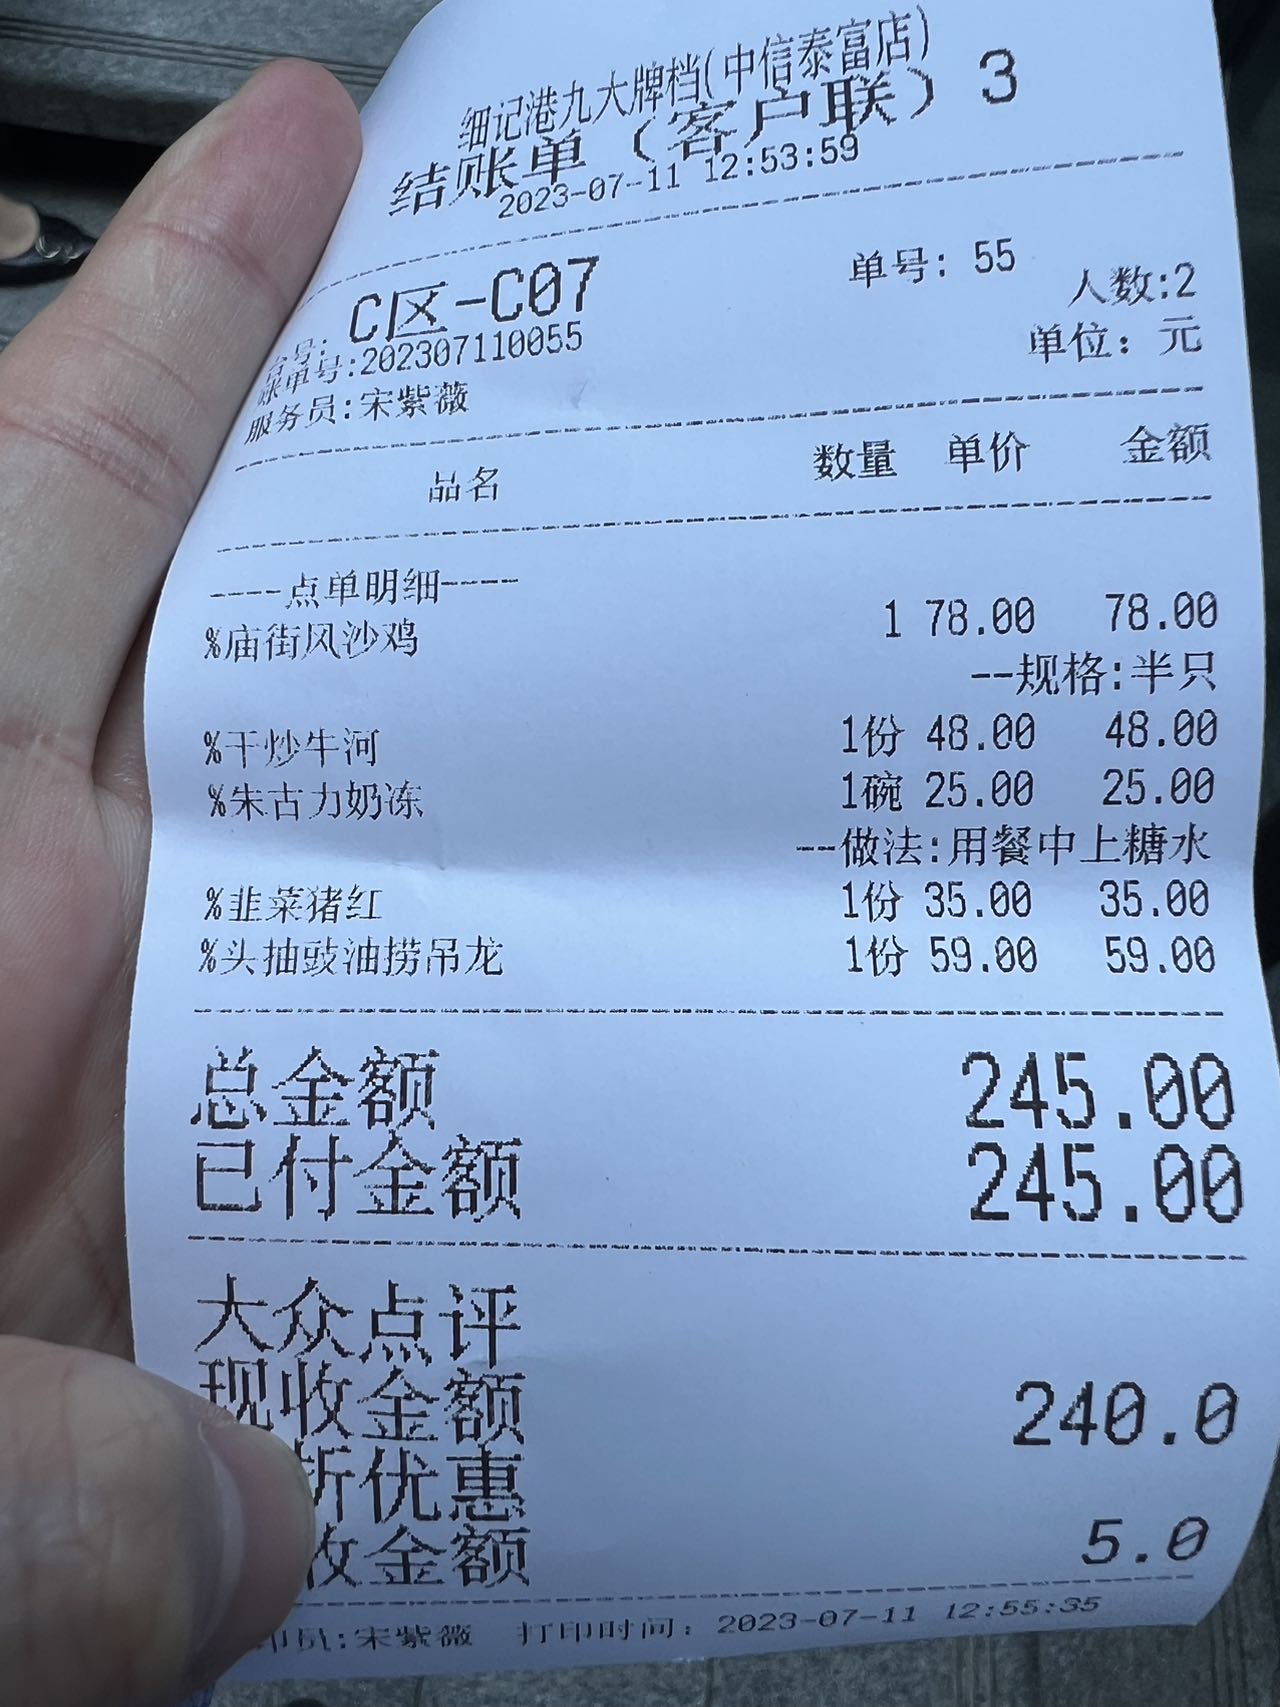 细记港九大牌档(中信泰富店)
结账单（客户联）3
2023-07-11 12:53:59
台号: C区-C07 单号: 55
账单号:202307110055 人数:2
服务员:宋紫薇 单位: 元
品名 数量 单价 金额
----点单明细----
%庙街风沙鸡 1 78.00 78.00
--规格:半只
%干炒牛河 1份 48.00 48.00
%朱古力奶冻 1碗 25.00 25.00
--做法:用餐中上糖水
%韭菜猪红 1份 35.00 35.00
%头抽豉油捞吊龙 1份 59.00 59.00
总金额 245.00
已付金额 245.00
大众点评
现收金额 240.0
折优惠
收金额 5.0
印员:宋紫薇 打印时间: 2023-07-11 12:55:35